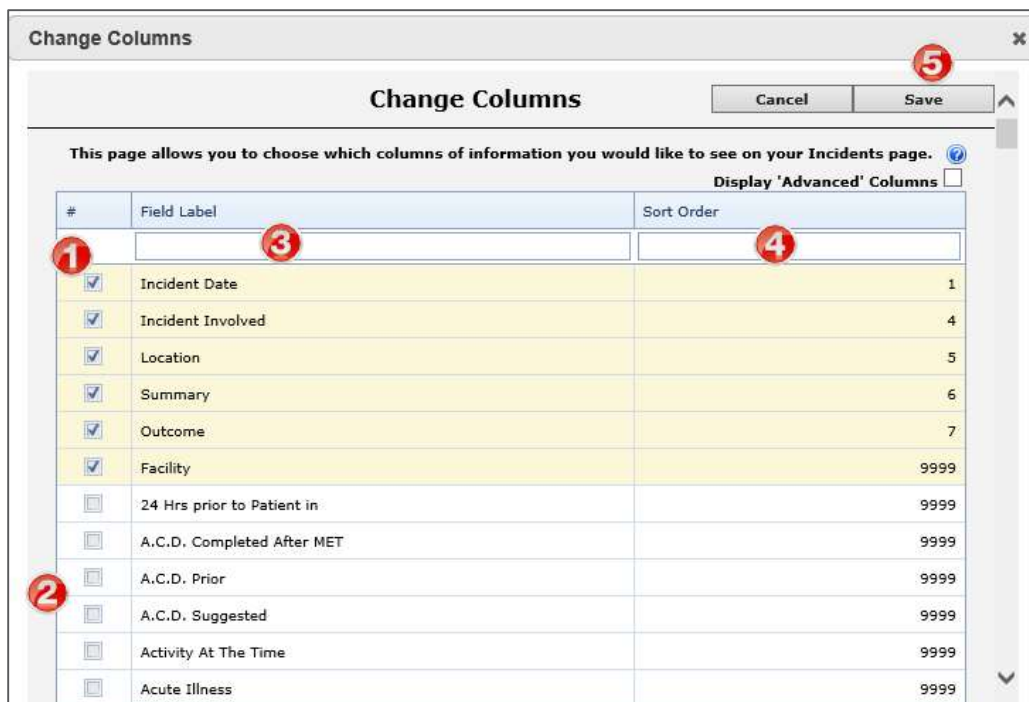 Change Columns
5
Change Columns
Cancel
Save
This page allows you to choose which columns of information you would like to see on your Incidents page.
Display 'Advanced' Columns
# Field Label Sort Order
1 3 4
Incident Date 1
Incident Involved 4
Location 5
Summary 6
Outcome 7
Facility 9999
24 Hrs prior to Patient in 9999
A.C.D. Completed After MET 9999
A.C.D. Prior 9999
2
A.C.D. Suggested 9999
Activity At The Time 9999
Acute Illness 9999